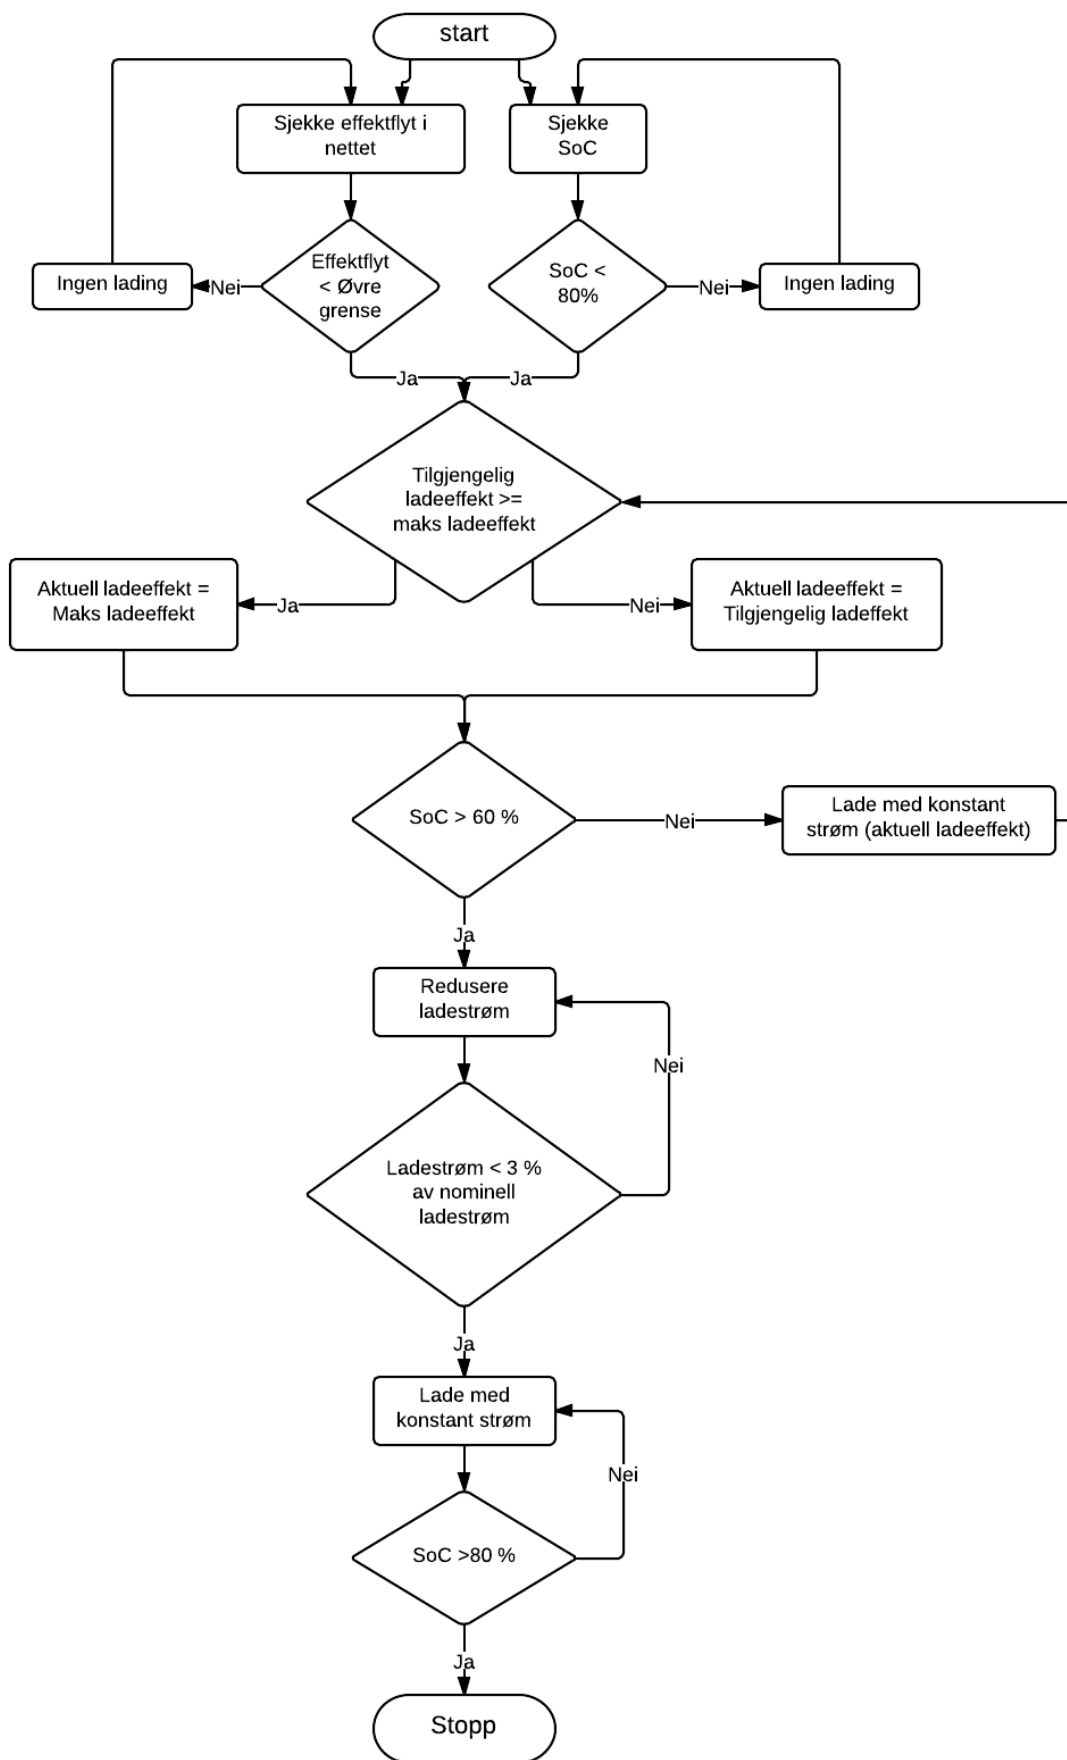 start
Sjekke effektflyt i
nettet
Sjekke
SoC
Effektflyt
< Øvre
grense
SoC <
80%
Ingen lading
Nei
Nei
Ingen lading
Ja
Ja
Tilgjengelig
ladeeffekt >=
maks ladeeffekt
Aktuell ladeeffekt =
Maks ladeeffekt
Ja
Nei
Aktuell ladeeffekt =
Tilgjengelig ladeffekt
SoC > 60 %
Nei
Lade med konstant
strøm (aktuell ladeeffekt)
Ja
Redusere
ladestrøm
Nei
Ladestrøm < 3 %
av nominell
ladestrøm
Ja
Lade med
konstant strøm
Nei
SoC >80 %
Ja
Stopp